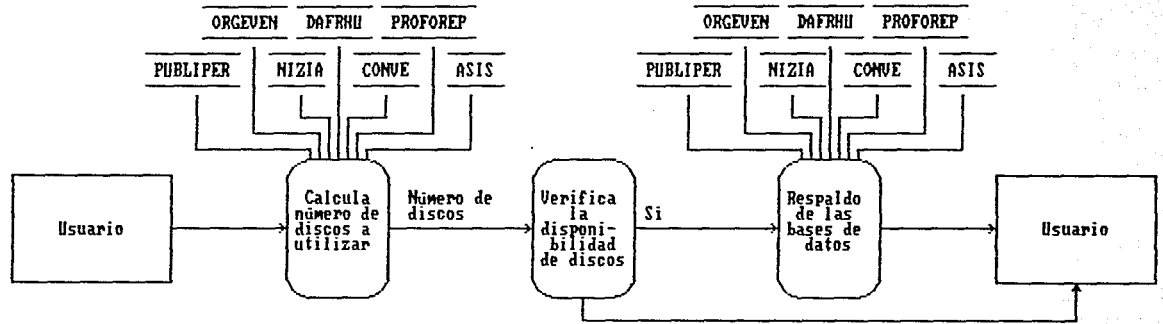 ORGEVEN DAFRHU PROFOREP
ORGEVEN DAFRHU PROFOREP
PUBLIPER NIZIA CONVE ASIS
PUBLIPER NIZIA CONVE ASIS
Usuario
Calcula
número de
discos a
utilizar
Número de
discos
Verifica
la
disponi-
bilidad
de discos
Si
Respaldo
de las
bases de
datos
Usuario